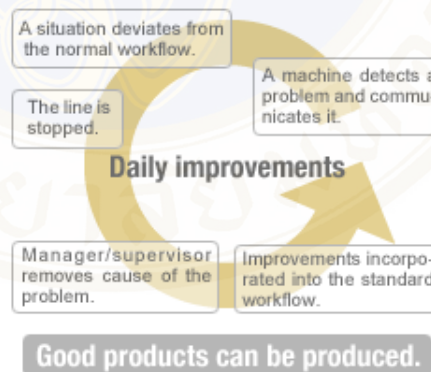 A situation deviates from
the normal workflow.
A machine detects a
problem and commu-
nicates it.
The line is
stopped.
Daily improvements
Manager/supervisor
removes cause of the
problem.
Improvements incorpo-
rated into the standard
workflow.
Good products can be produced.